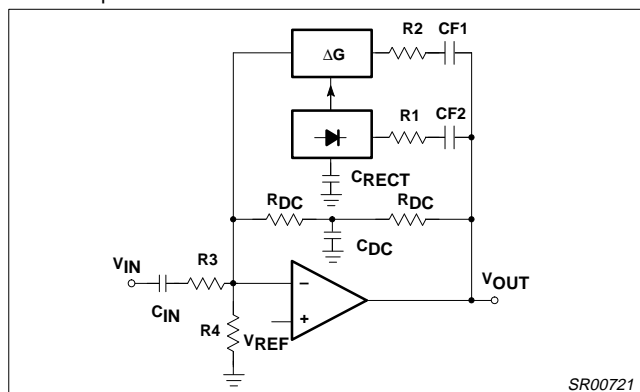 R2
CF1
ΔG
R1
CF2
CRECT
RDC
RDC
CDC
VIN
R3
VOUT
CIN
R4
VREF
−
+
SR00721